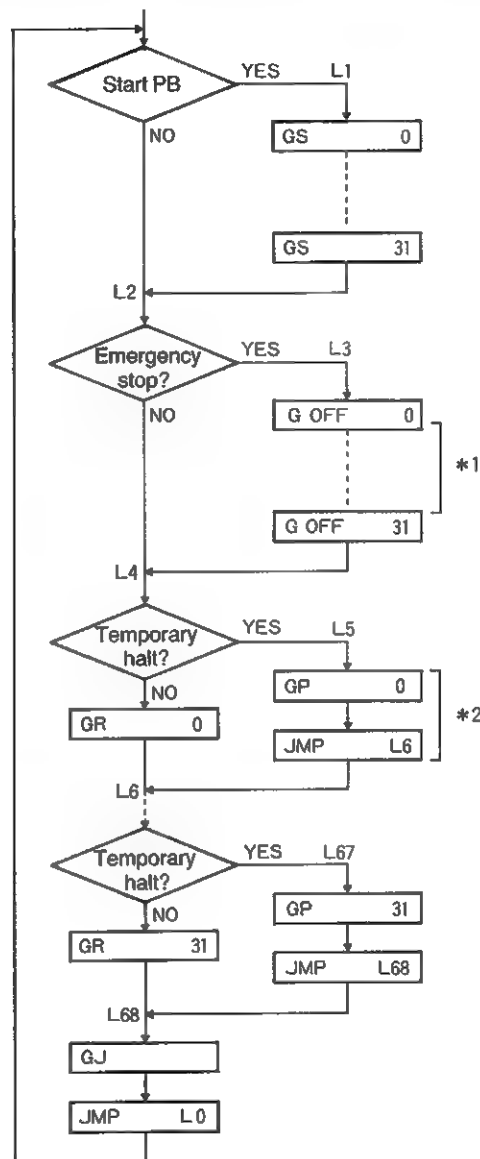 Start PB
YES L1
NO
GS 0
GS 31
L2
Emergency
stop?
YES L3
NO
G OFF 0
*1
G OFF 31
L4
Temporary
halt?
YES L5
NO
GP 0
*2
GR 0
JMP L6
L6
Temporary
halt?
YES L67
NO
GP 31
GR 31
JMP L68
L68
GJ
JMP L0